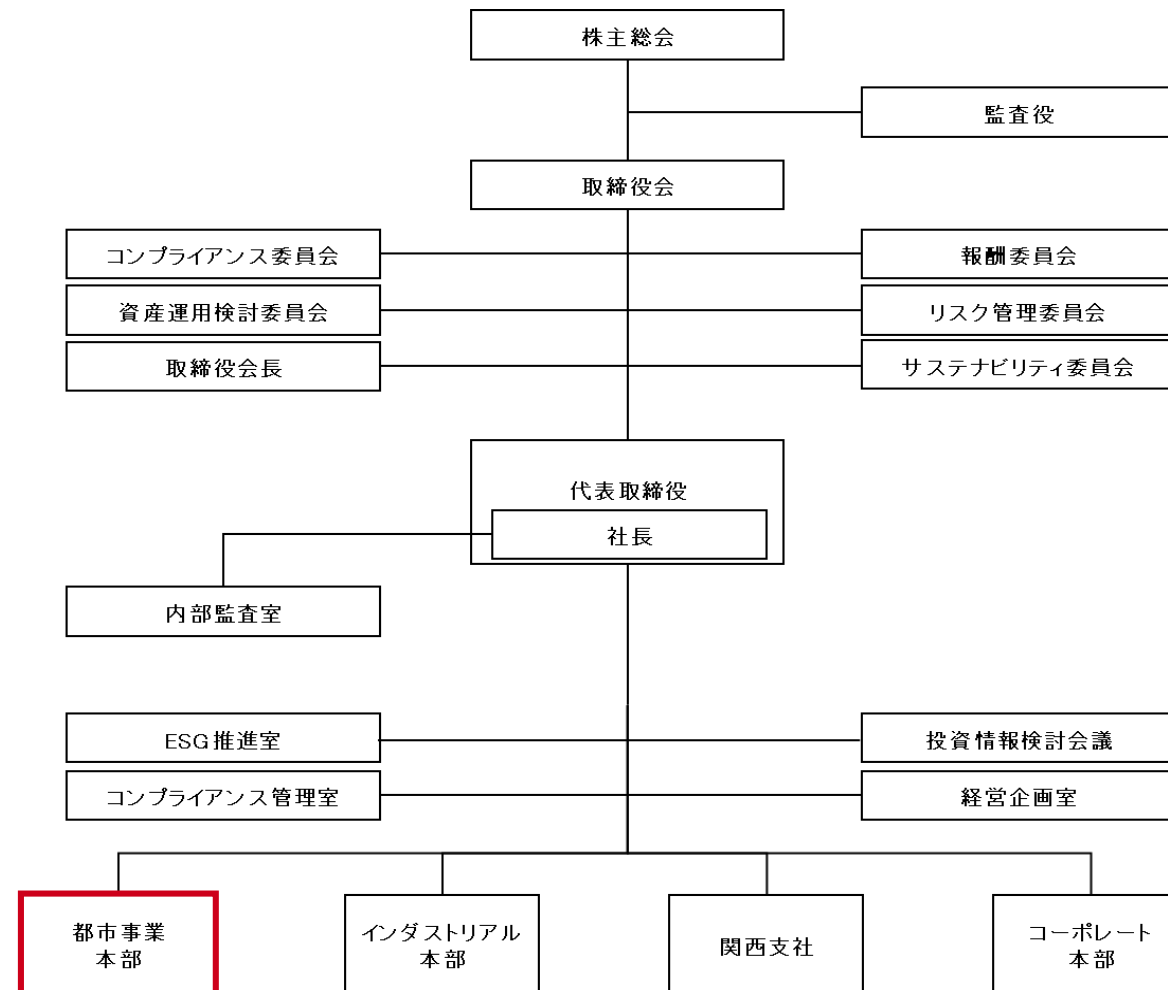 株主総会
監査役
取締役会
コンプライアンス委員会
報酬委員会
資産運用検討委員会
リスク管理委員会
取締役会長
サステナビリティ委員会
代表取締役
社長
内部監査室
ESG推進室
投資情報検討会議
コンプライアンス管理室
経営企画室
都市事業
本部
インダストリアル
本部
関西支社
コーポレート
本部